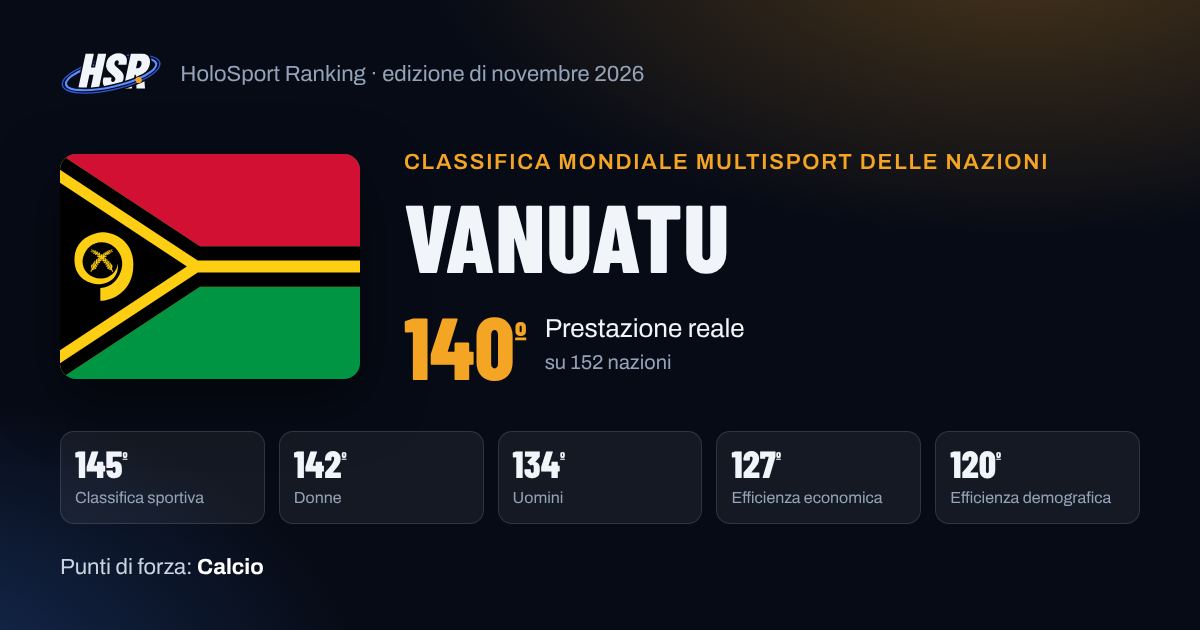 HSR
HoloSport Ranking · edizione di novembre 2026
CLASSIFICA MONDIALE MULTISPORT DELLE NAZIONI
VANUATU
140º
Prestazione reale
su 152 nazioni
145º
Classifica sportiva
142º
Donne
134º
Uomini
127º
Efficienza economica
120º
Efficienza demografica
Punti di forza: Calcio